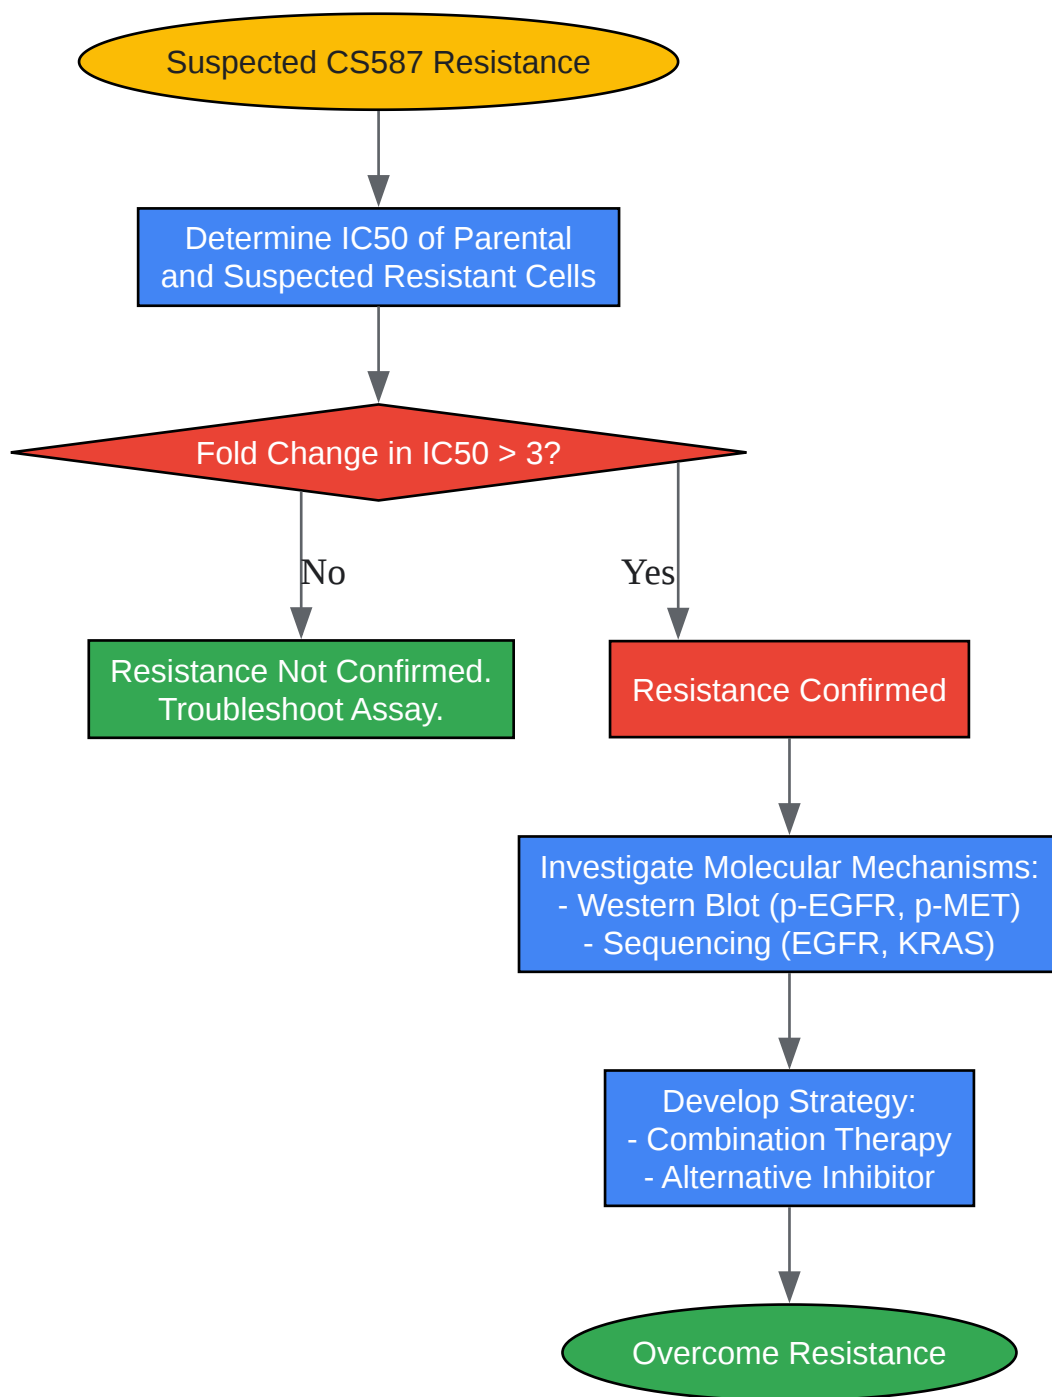 Suspected CS587 Resistance
Determine IC50 of Parental
and Suspected Resistant Cells
Fold Change in IC50 > 3?
No
Yes
Resistance Not Confirmed.
Troubleshoot Assay.
Resistance Confirmed
Investigate Molecular Mechanisms:
- Western Blot (p-EGFR, p-MET)
- Sequencing (EGFR, KRAS)
Develop Strategy:
- Combination Therapy
- Alternative Inhibitor
Overcome Resistance